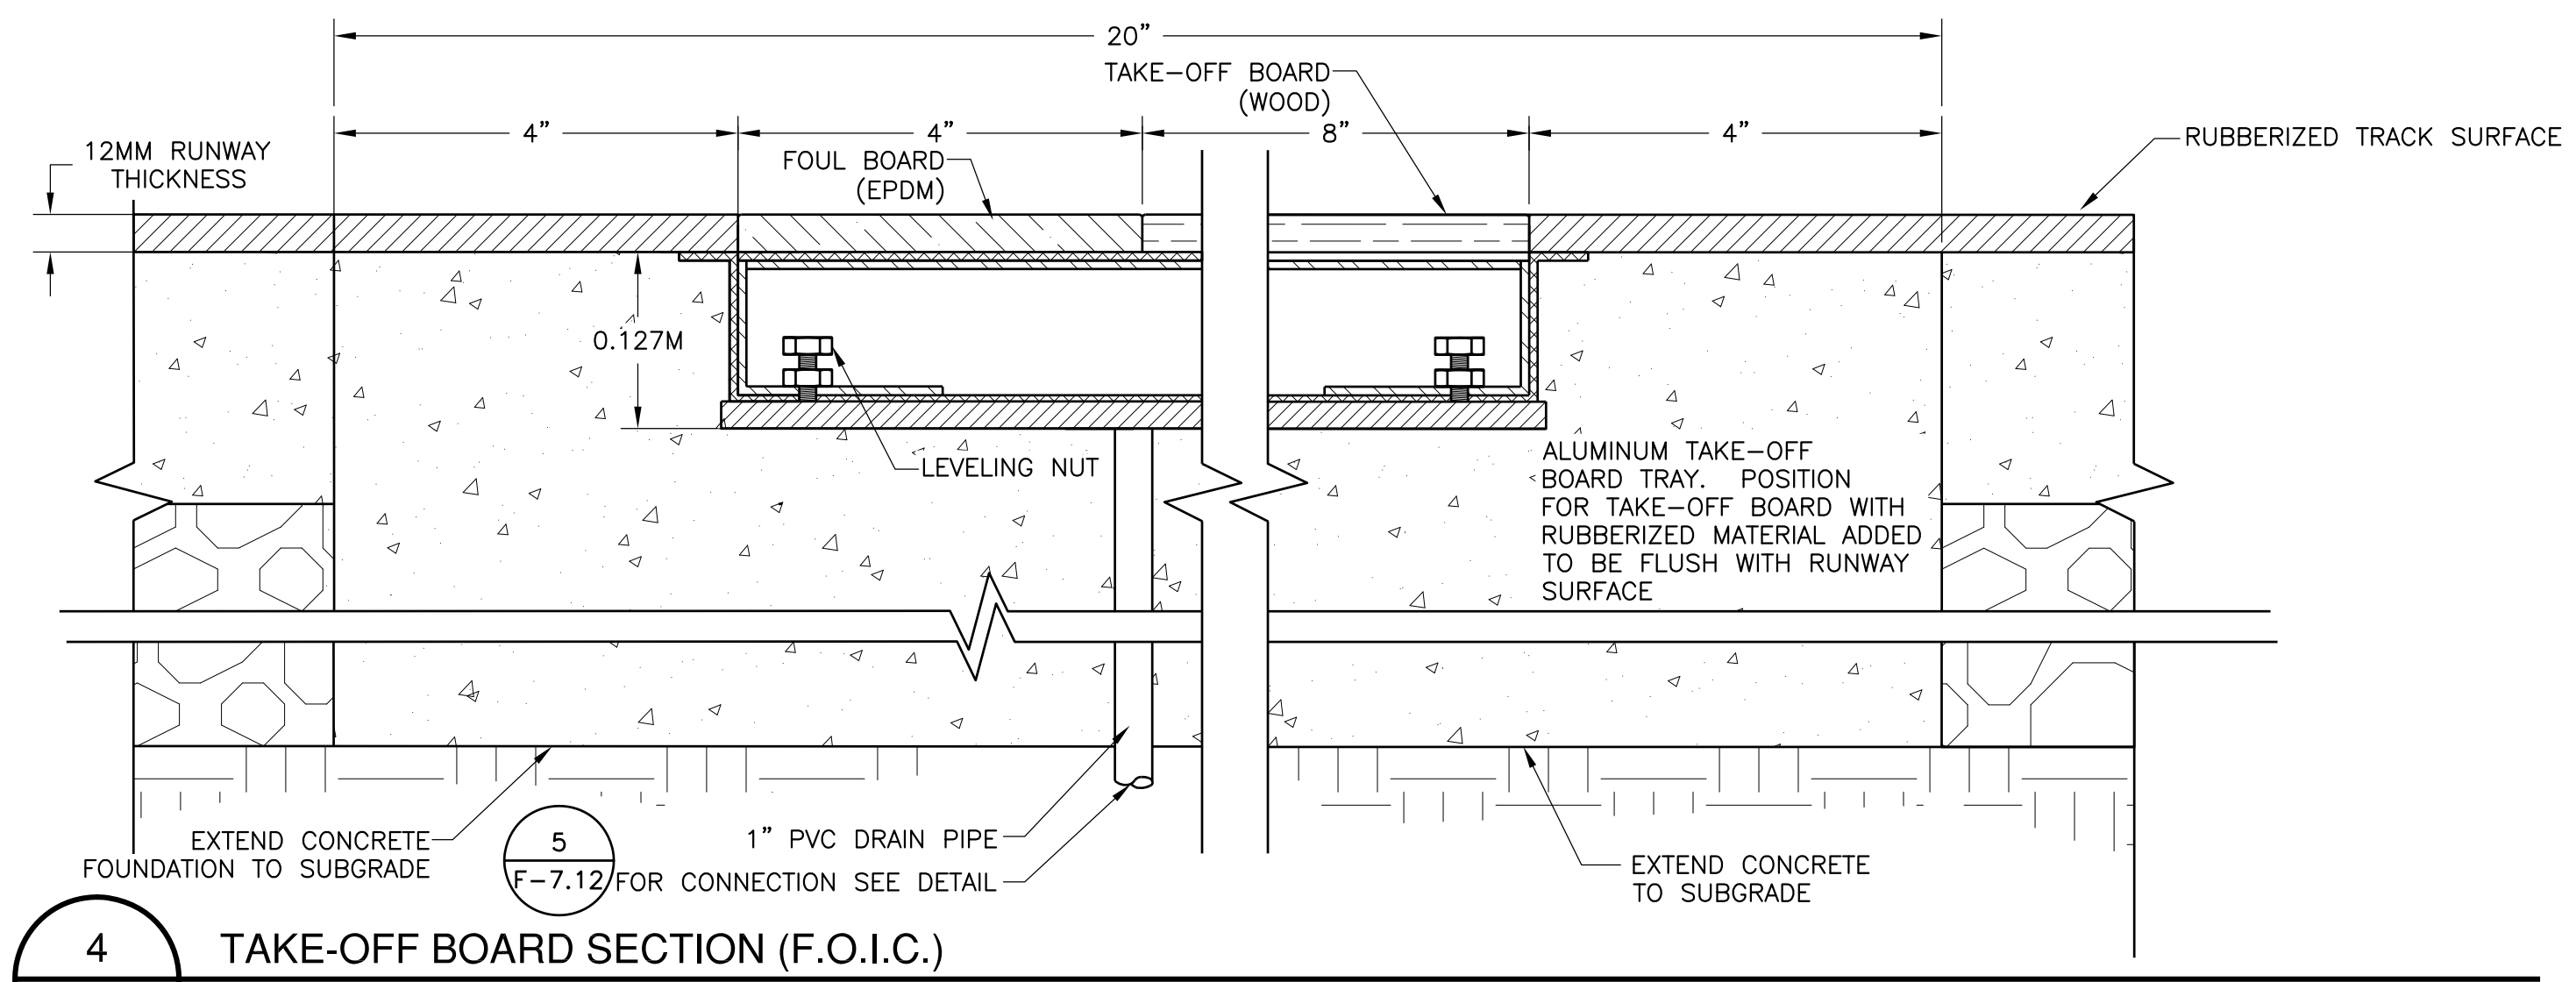 20”
TAKE-OFF BOARD
(WOOD)
4”
4”
8”
4”
12MM RUNWAY
THICKNESS
FOUL BOARD
(EPDM)
RUBBERIZED TRACK SURFACE
0.127M
LEVELING NUT
ALUMINUM TAKE-OFF
BOARD TRAY. POSITION
FOR TAKE-OFF BOARD WITH
RUBBERIZED MATERIAL ADDED
TO BE FLUSH WITH RUNWAY
SURFACE
EXTEND CONCRETE
FOUNDATION TO SUBGRADE
5
F-7.12
1” PVC DRAIN PIPE
FOR CONNECTION SEE DETAIL
EXTEND CONCRETE
TO SUBGRADE
4
TAKE-OFF BOARD SECTION (F.O.I.C.)